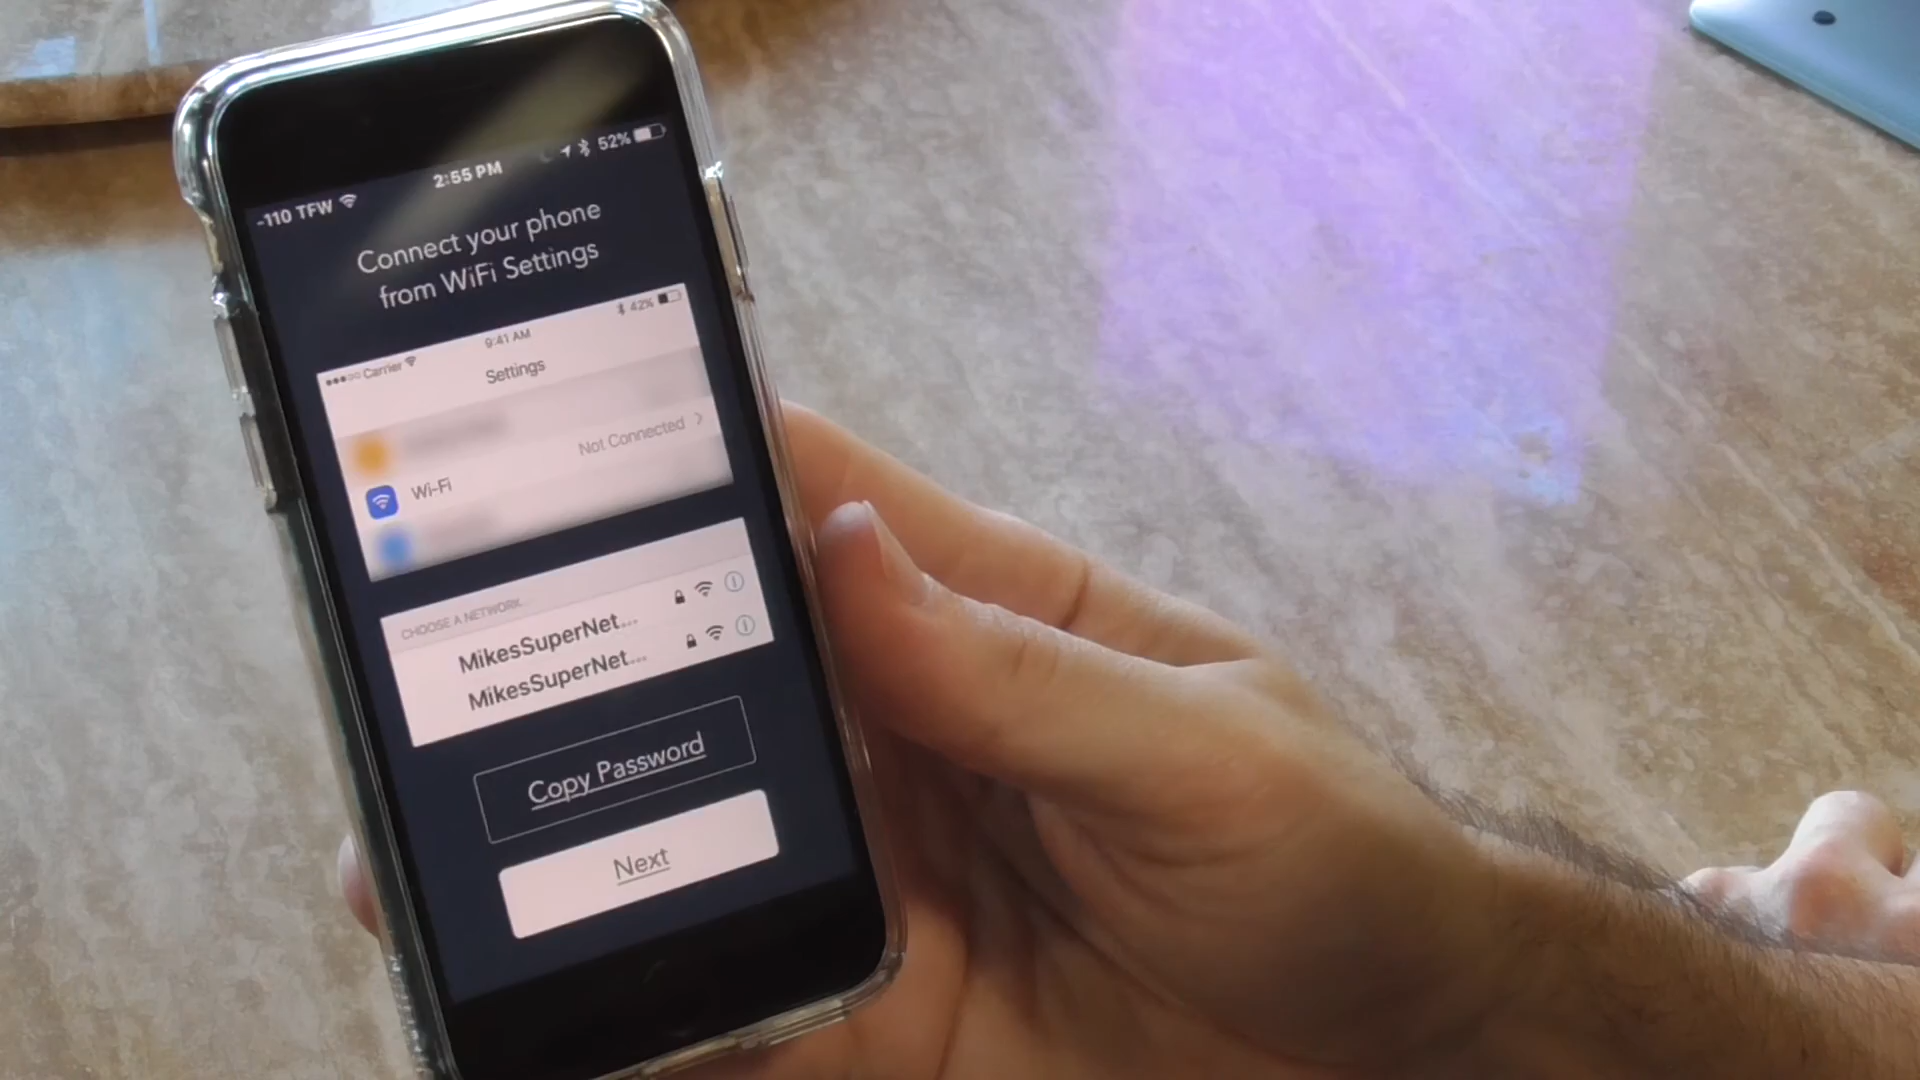 -110 TFW 2:55 PM 52%
Connect your phone
from WiFi Settings
Carrier 9:41 AM 42%
Settings
Wi-Fi Not Connected
CHOOSE A NETWORK...
MikesSuperNet...
MikesSuperNet...
Copy Password
Next